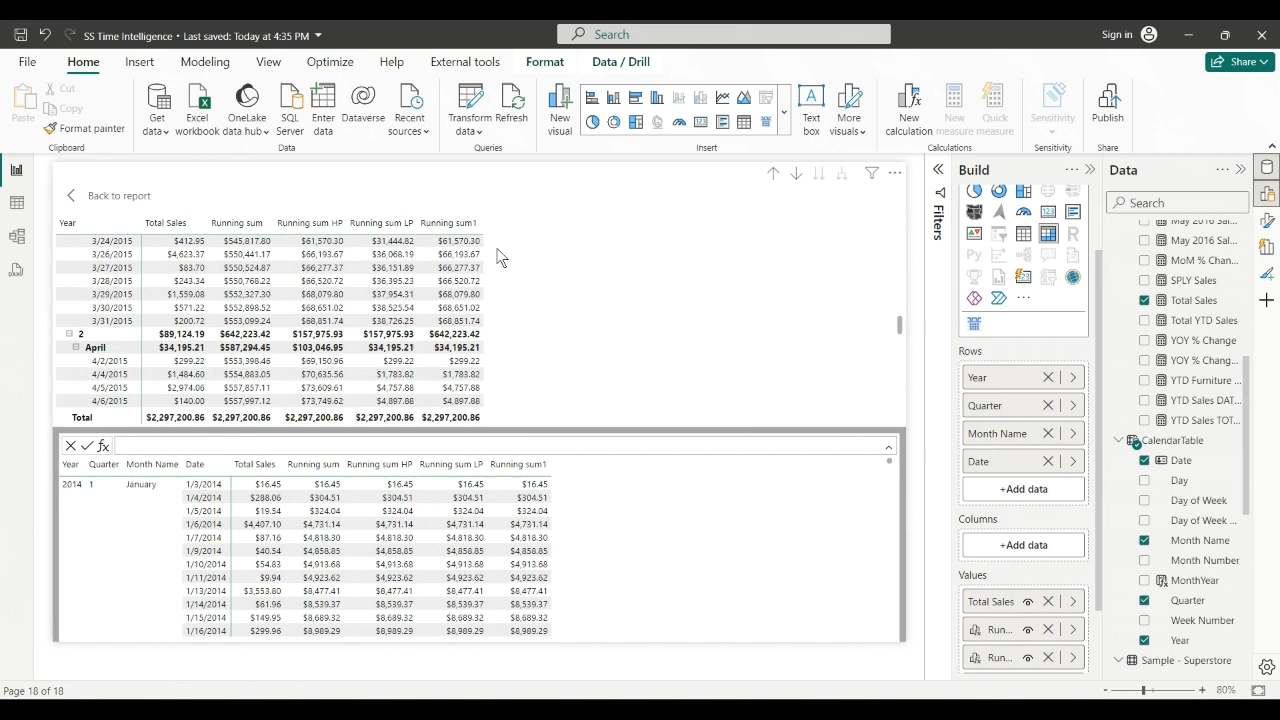 SS Time Intelligence • Last saved: Today at 4:35 PM
Search
Sign in
File Home Insert Modeling View Optimize Help External tools Format Data / Drill
Share
Paste
Cut
Copy
Format painter
Get data
Excel workbook
OneLake data hub
SQL Server
Enter data
Dataverse
Recent sources
Transform data
Refresh
New visual
Text box
More visuals
New calculation
New measure
Quick measure
Sensitivity
Publish
Clipboard Data Queries Insert Calculations Sensitivity Share
Back to report
Year Total Sales Running sum Running sum HP Running sum LP Running sum1
3/24/2015 $412.95 $545,817.80 $61,570.30 $31,444.82 $61,570.30
3/26/2015 $4,623.37 $550,441.17 $66,193.67 $36,068.19 $66,193.67
3/27/2015 $83.70 $550,524.87 $66,277.37 $36,151.89 $66,277.37
3/28/2015 $243.34 $550,768.22 $66,520.72 $36,395.23 $66,520.72
3/29/2015 $1,559.08 $552,327.30 $68,079.80 $37,954.31 $68,079.80
3/30/2015 $571.22 $552,898.52 $68,651.02 $38,525.54 $68,651.02
3/31/2015 $200.72 $553,099.24 $68,851.74 $38,726.25 $68,851.74
2 $89,124.19 $642,223.42 $157,975.93 $157,975.93 $642,223.42
April $34,195.21 $587,294.45 $103,046.95 $34,195.21 $34,195.21
4/2/2015 $299.22 $553,398.46 $69,150.96 $299.22 $299.22
4/4/2015 $1,484.60 $554,883.05 $70,635.56 $1,783.82 $1,783.82
4/5/2015 $2,974.06 $557,857.11 $73,609.61 $4,757.88 $4,757.88
4/6/2015 $140.00 $557,997.12 $73,749.62 $4,897.88 $4,897.88
Total $2,297,200.86 $2,297,200.86 $2,297,200.86 $2,297,200.86 $2,297,200.86
fx
Year Quarter Month Name Date Total Sales Running sum Running sum HP Running sum LP Running sum1
2014 1 January 1/3/2014 $16.45 $16.45 $16.45 $16.45 $16.45
1/4/2014 $288.06 $304.51 $304.51 $304.51 $304.51
1/5/2014 $19.54 $324.04 $324.04 $324.04 $324.04
1/6/2014 $4,407.10 $4,731.14 $4,731.14 $4,731.14 $4,731.14
1/7/2014 $87.16 $4,818.30 $4,818.30 $4,818.30 $4,818.30
1/9/2014 $40.54 $4,858.85 $4,858.85 $4,858.85 $4,858.85
1/10/2014 $54.83 $4,913.68 $4,913.68 $4,913.68 $4,913.68
1/11/2014 $9.94 $4,923.62 $4,923.62 $4,923.62 $4,923.62
1/13/2014 $3,553.80 $8,477.41 $8,477.41 $8,477.41 $8,477.41
1/14/2014 $61.96 $8,539.37 $8,539.37 $8,539.37 $8,539.37
1/15/2014 $149.95 $8,689.32 $8,689.32 $8,689.32 $8,689.32
1/16/2014 $299.96 $8,989.29 $8,989.29 $8,989.29 $8,989.29
Filters
Build
R
Py
Rows
Year
Quarter
Month Name
Date
+Add data
Columns
+Add data
Values
Total Sales
Run...
Run...
Data
Search
May 2016 Sal...
May 2016 Sal...
MoM % Chan...
SPLY Sales
Total Sales
Total YTD Sales
YOY % Change
YOY % Chang...
YTD Furniture ...
YTD Sales DAT...
YTD Sales TOT...
CalendarTable
Date
Day
Day of Week
Day of Week ...
Month Name
Month Number
MonthYear
Quarter
Week Number
Year
Sample - Superstore
Page 18 of 18
- + 80%